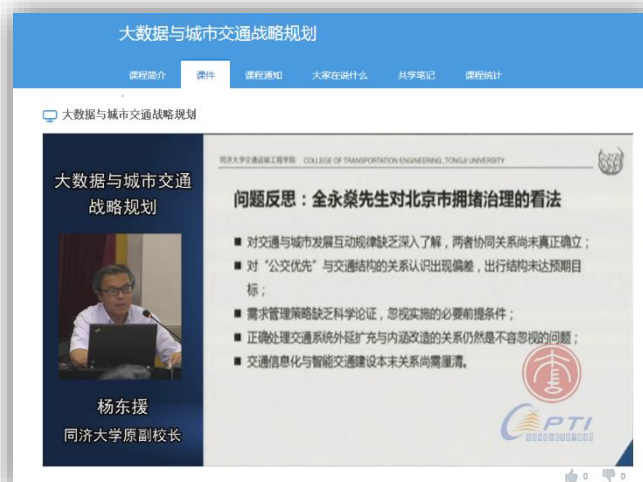 大数据与城市交通战略规划
课程简介 课件 课程通知 大家在说什么 共享笔记 课程统计
大数据与城市交通战略规划
大数据与城市交通
战略规划
杨东援
同济大学原副校长
同济大学交通运输工程学院 COLLEGE OF TRANSPORTATION ENGINEERING, TONGJI UNIVERSITY
问题反思：全永燊先生对北京市拥堵治理的看法
■ 对交通与城市发展互动规律缺乏深入了解，两者协同关系尚未真正确立；
■ 对“公交优先”与交通结构的关系认识出现偏差，出行结构未达预期目
标；
■ 需求管理策略缺乏科学论证，忽视实施的必要前提条件；
■ 正确处理交通系统外延扩充与内涵改造的关系仍然是不容忽视的问题；
■ 交通信息化与智能交通建设本末关系尚需厘清。
PTI
0 0